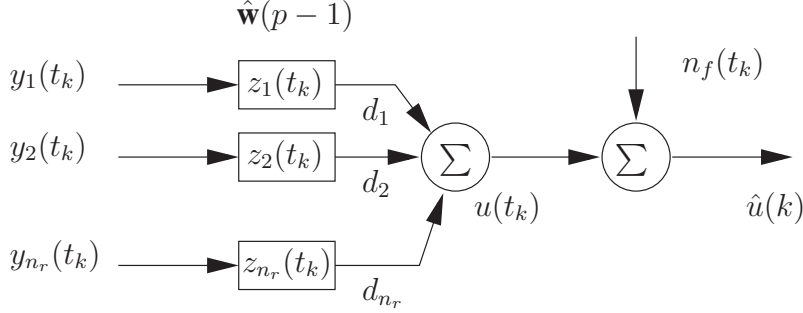 ŵ(p − 1)
y₁(tₖ) z₁(tₖ) d₁ n_f(tₖ)
y₂(tₖ) z₂(tₖ) d₂ ∑ u(tₖ) ∑ û(k)
y_{n_r}(tₖ) z_{n_r}(tₖ) d_{n_r}